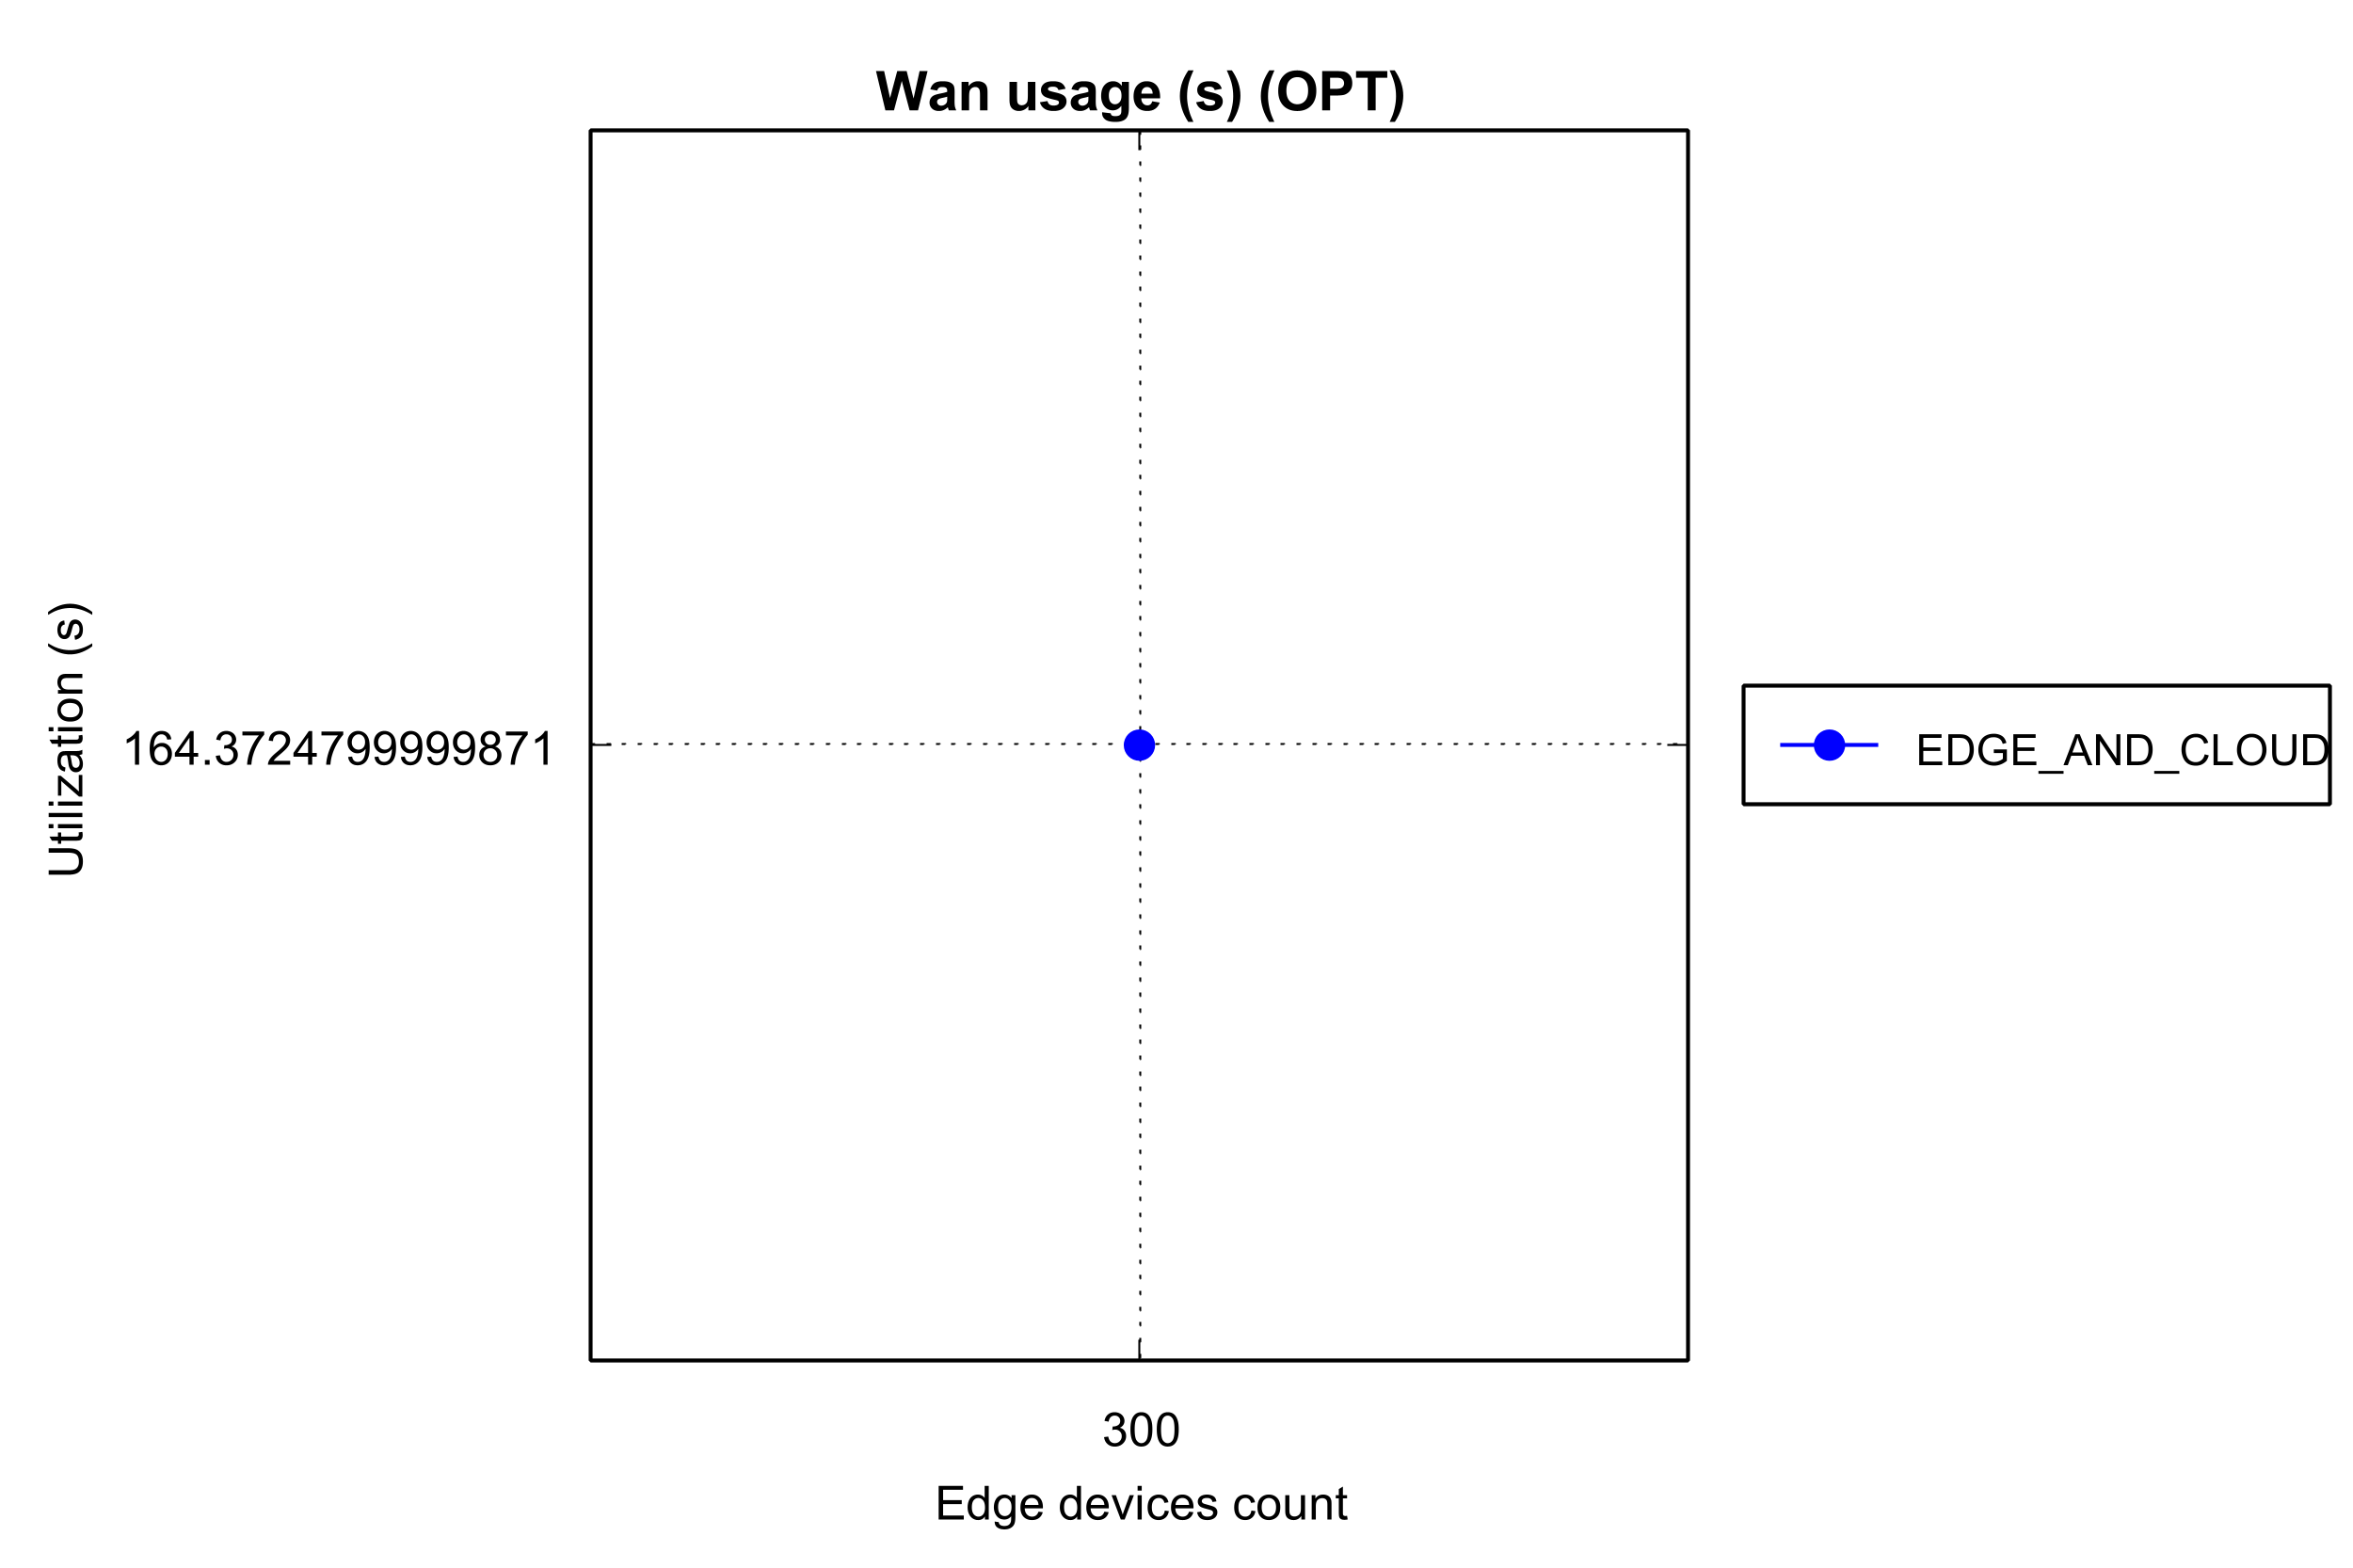 Wan usage (s) (OPT)
Utilization (s)
164.3724799999871
EDGE_AND_CLOUD
300
Edge devices count